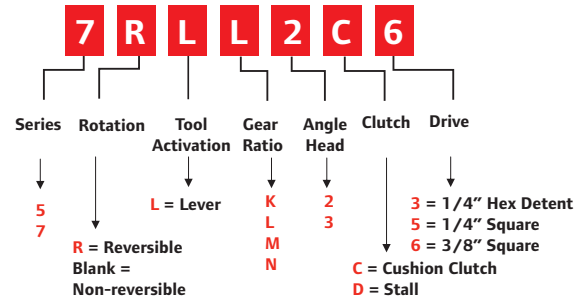 7 R L L 2 C 6
Series Rotation Tool Activation Gear Ratio Angle Head Clutch Drive
5
7
R = Reversible
Blank =
Non-reversible
L = Lever
K
L
M
N
2
3
C = Cushion Clutch
D = Stall
3 = 1/4” Hex Detent
5 = 1/4” Square
6 = 3/8” Square